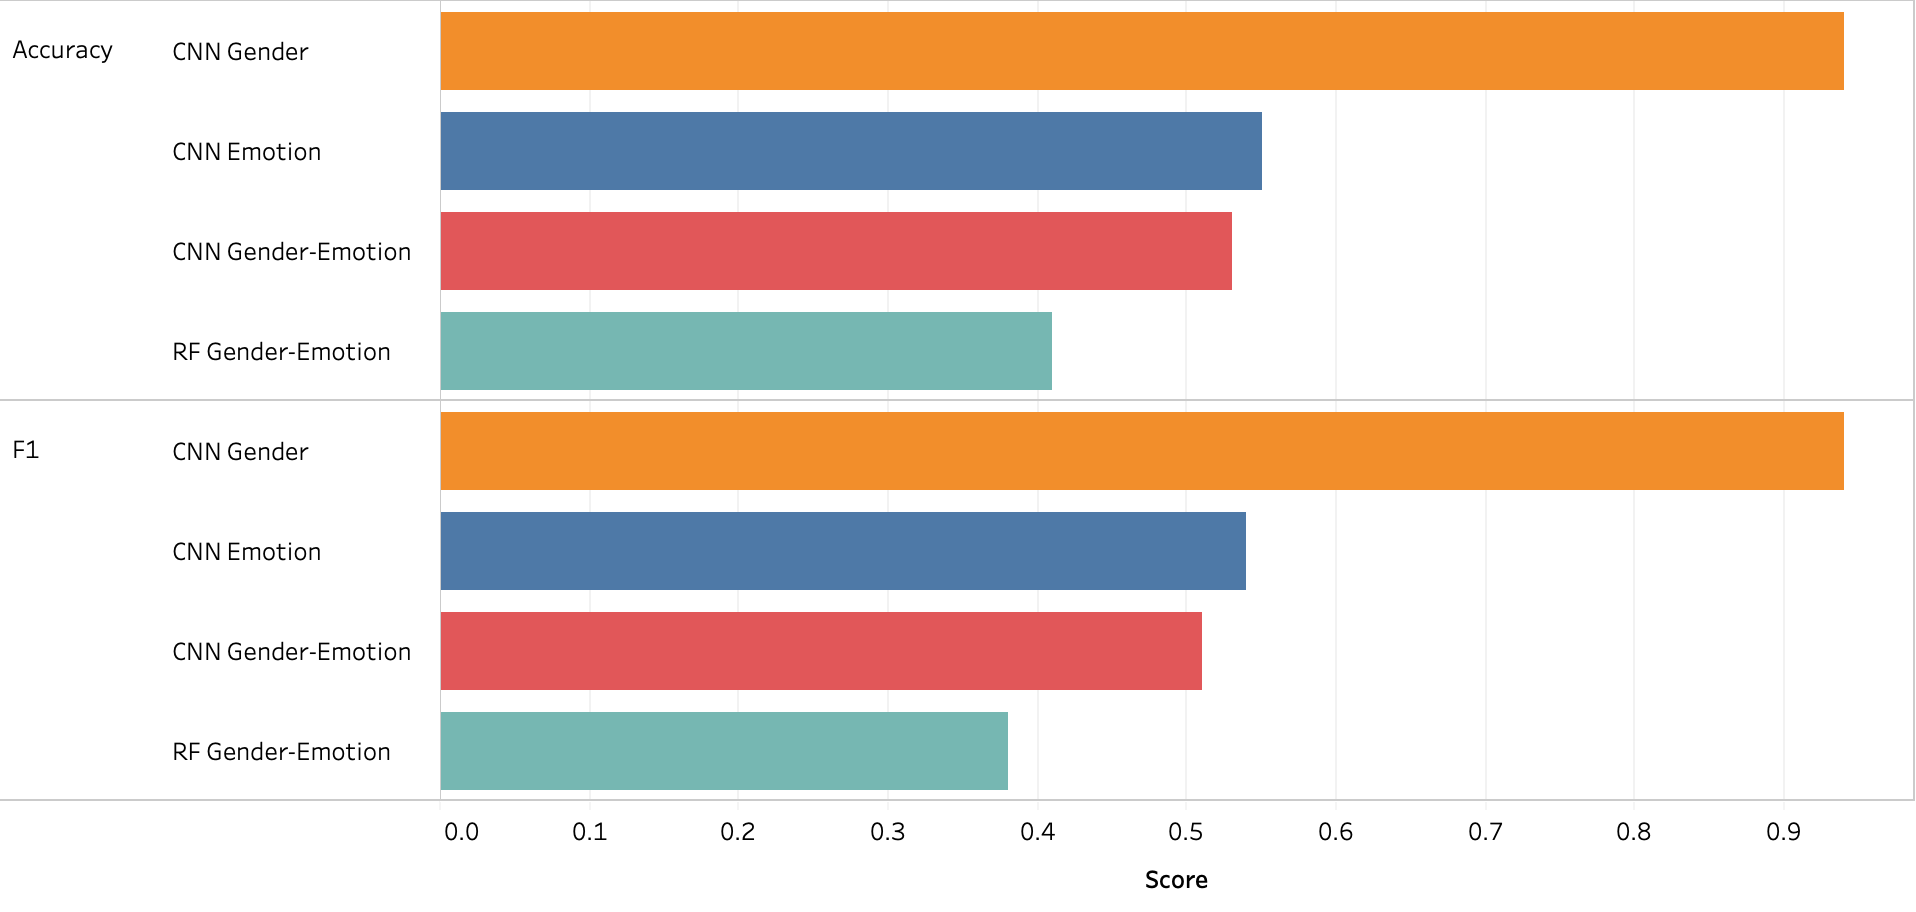 Accuracy
CNN Gender
CNN Emotion
CNN Gender-Emotion
RF Gender-Emotion
F1
CNN Gender
CNN Emotion
CNN Gender-Emotion
RF Gender-Emotion
0.0 0.1 0.2 0.3 0.4 0.5 0.6 0.7 0.8 0.9
Score